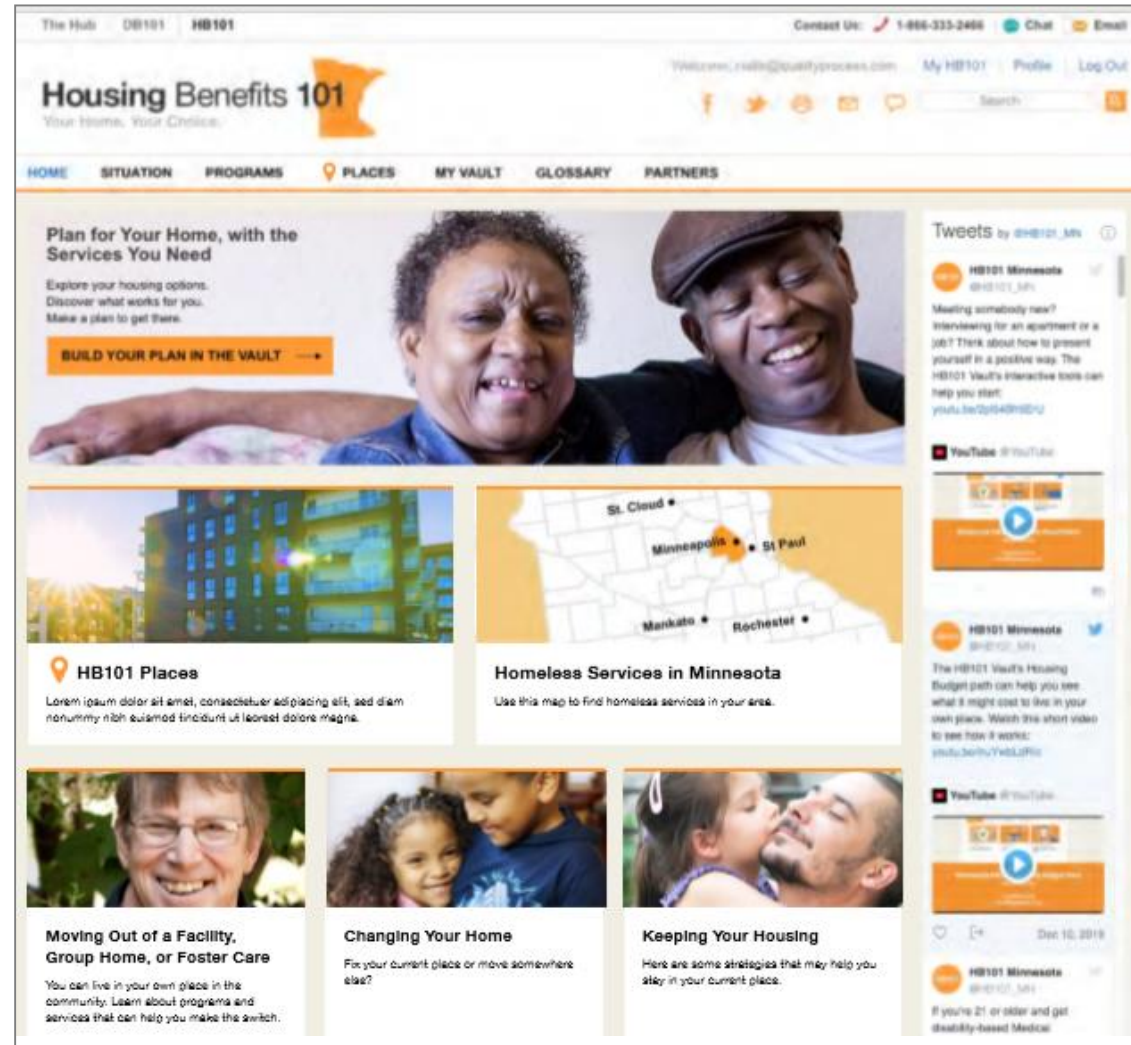 The Hub DB101 HB101
Contact Us: 1-866-333-2466 Chat Email
My HB101 Profile Log Out
Housing Benefits 101
Your Home. Your Choice.
Search
HOME SITUATION PROGRAMS PLACES MY VAULT GLOSSARY PARTNERS
Plan for Your Home, with the
Services You Need
Explore your housing options.
Discover what works for you.
Make a plan to get there.
BUILD YOUR PLAN IN THE VAULT
St. Cloud
Minneapolis
St Paul
Mankato
Rochester
HB101 Places
Lorem ipsum dolor sit amet, consectetuer adipiscing elit, sed diam
nonummy nibh euismod tincidunt ut laoreet dolore magna.
Homeless Services in Minnesota
Use this map to find homeless services in your area.
Moving Out of a Facility,
Group Home, or Foster Care
You can live in your own place in the
community. Learn about programs and
services that can help you make the switch.
Changing Your Home
Fix your current place or move somewhere
else?
Keeping Your Housing
Here are some strategies that may help you
stay in your current place.
Tweets by @HB101_MN
HB101 Minnesota
@HB101_MN
Meeting somebody new?
Interviewing for an apartment or a
job? Think about how to present
yourself in a positive way. The
HB101 Vault's interactive tools can
help you start:
YouTube @YouTube
HB101 Minnesota
@HB101_MN
The HB101 Vault's Housing
Budget path can help you see
what it might cost to live in your
own place. Watch this short video
to see how it works:
YouTube @YouTube
Dec 10, 2019
HB101 Minnesota
@HB101_MN
If you're 21 or older and get
disability-based Medical